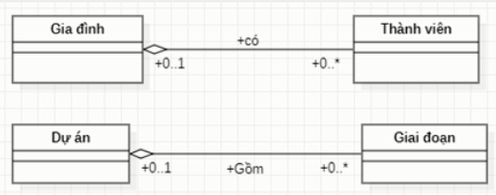 Gia đình
Thành viên
+có
+0..1
+0..*
Dự án
Giai đoạn
+0..1
+Gồm
+0..*